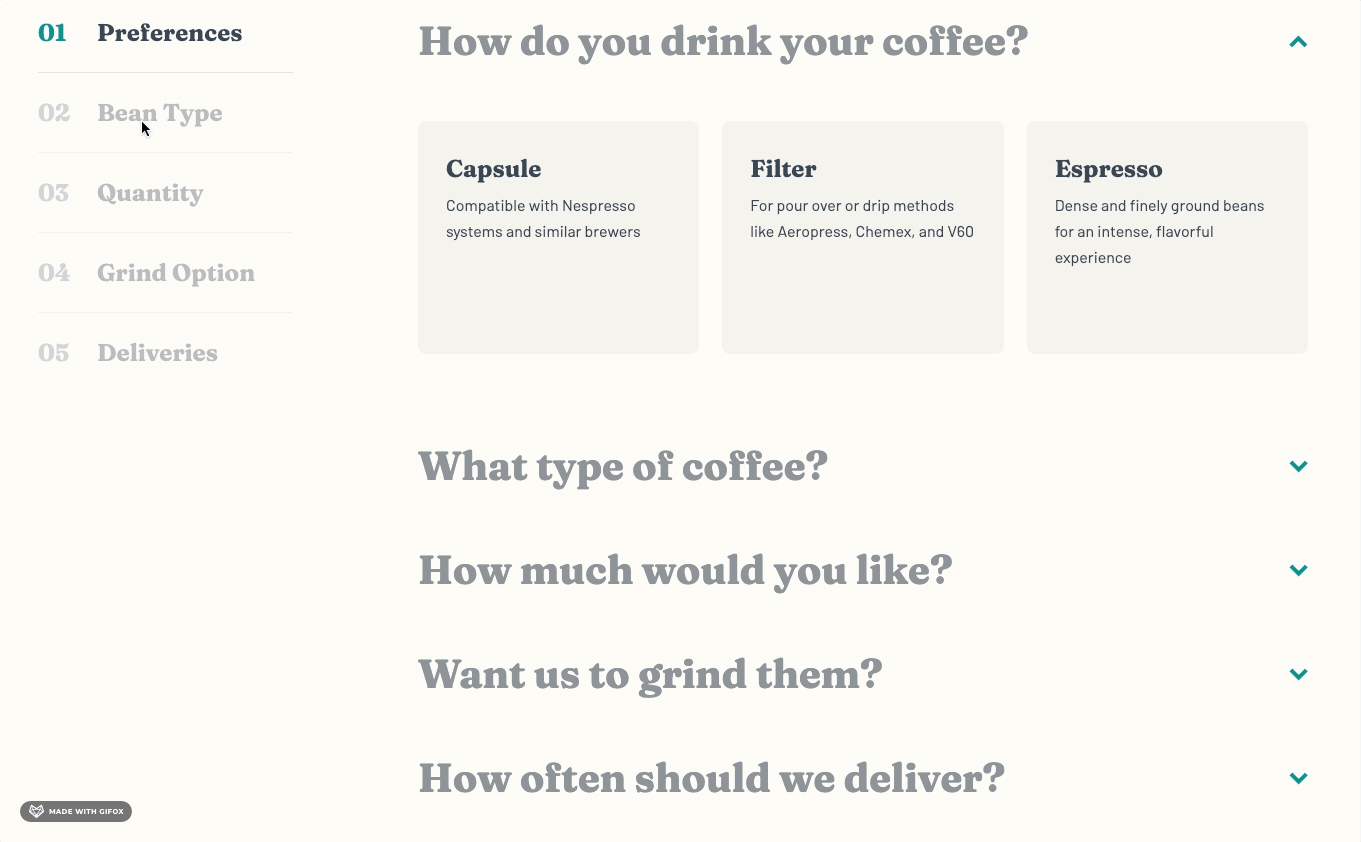 01 Preferences
02 Bean Type
03 Quantity
04 Grind Option
05 Deliveries
How do you drink your coffee?
Capsule
Compatible with Nespresso
systems and similar brewers
Filter
For pour over or drip methods
like Aeropress, Chemex, and V60
Espresso
Dense and finely ground beans
for an intense, flavorful
experience
What type of coffee?
How much would you like?
Want us to grind them?
How often should we deliver?
MADE WITH GIFOX